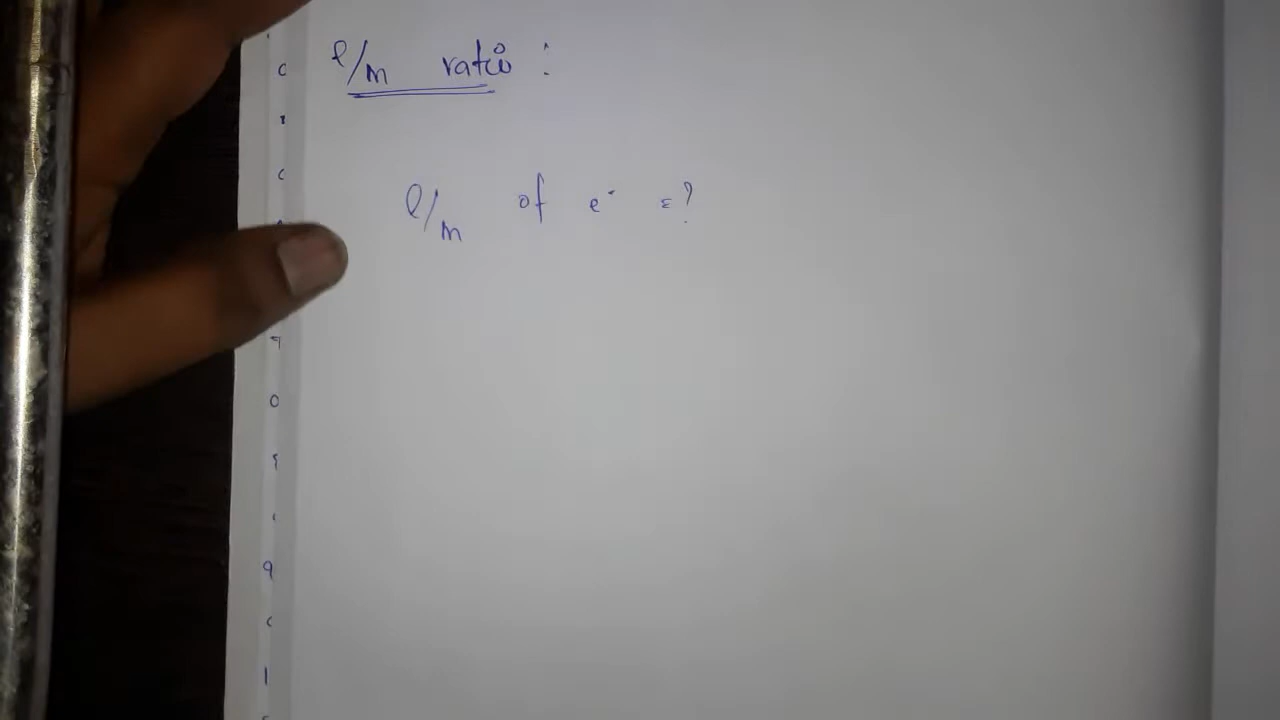 e/m ratio :
e/m of e⁻ = ?